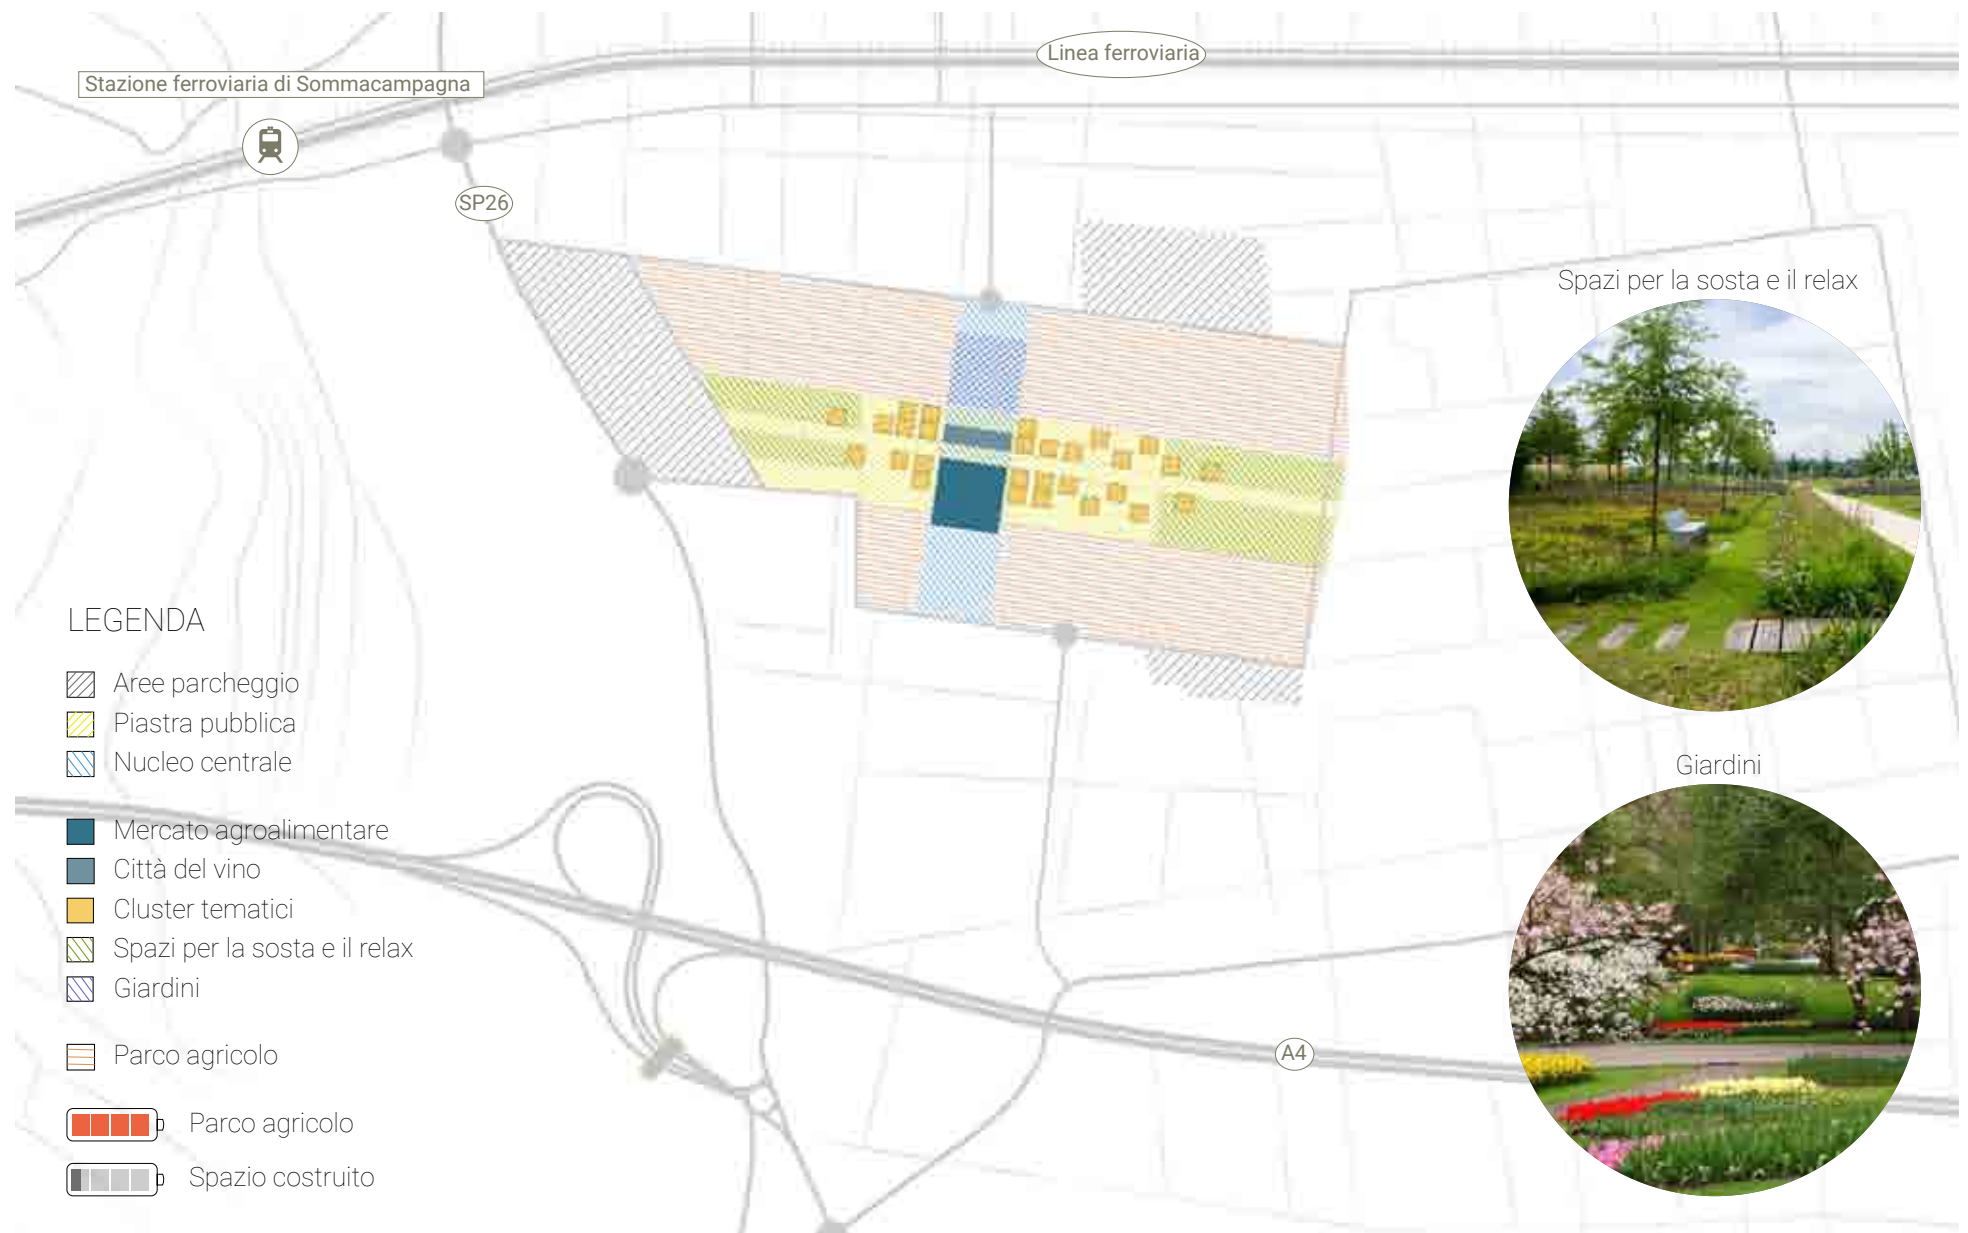 Linea ferroviaria
Stazione ferroviaria di Sommacampagna
SP26
Spazi per la sosta e il relax
LEGENDA
Aree parcheggio
Piastra pubblica
Nucleo centrale
Giardini
Mercato agroalimentare
Città del vino
Cluster tematici
Spazi per la sosta e il relax
Giardini
Parco agricolo
A4
Parco agricolo
Spazio costruito